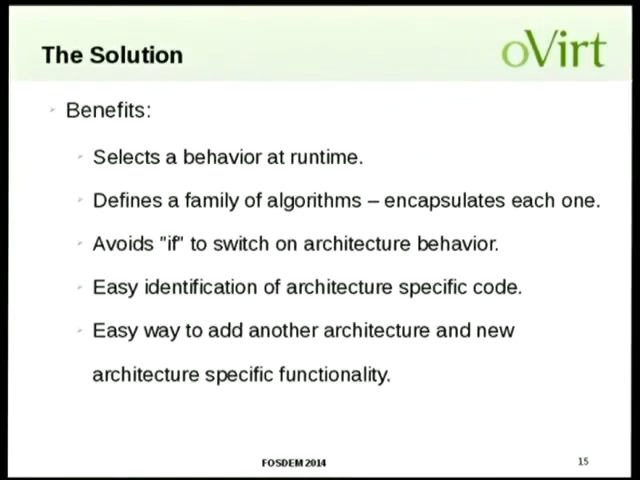 The Solution
oVirt
Benefits:
Selects a behavior at runtime.
Defines a family of algorithms – encapsulates each one.
Avoids "if" to switch on architecture behavior.
Easy identification of architecture specific code.
Easy way to add another architecture and new
architecture specific functionality.
FOSDEM 2014
15